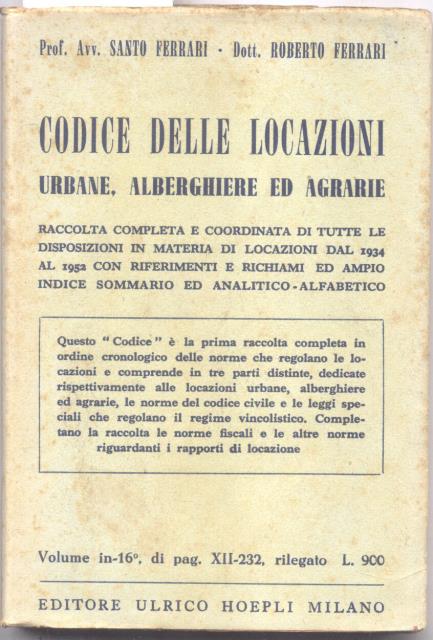 Prof. Avv. SANTO FERRARI - Dott. ROBERTO FERRARI
CODICE DELLE LOCAZIONI
URBANE, ALBERGHIERE ED AGRARIE
RACCOLTA COMPLETA E COORDINATA DI TUTTE LE
DISPOSIZIONI IN MATERIA DI LOCAZIONI DAL 1934
AL 1952 CON RIFERIMENTI E RICHIAMI ED AMPIO
INDICE SOMMARIO ED ANALITICO-ALFABETICO
Questo "Codice" è la prima raccolta completa in
ordine cronologico delle norme che regolano le lo-
cazioni e comprende in tre parti distinte, dedicate
rispettivamente alle locazioni urbane, alberghiere
ed agrarie, le norme del codice civile e le leggi spe-
ciali che regolano il regime vincolistico. Comple-
tano la raccolta le norme fiscali e le altre norme
riguardanti i rapporti di locazione
Volume in-16°, di pag. XII-232, rilegato L. 900
EDITORE ULRICO HOEPLI MILANO